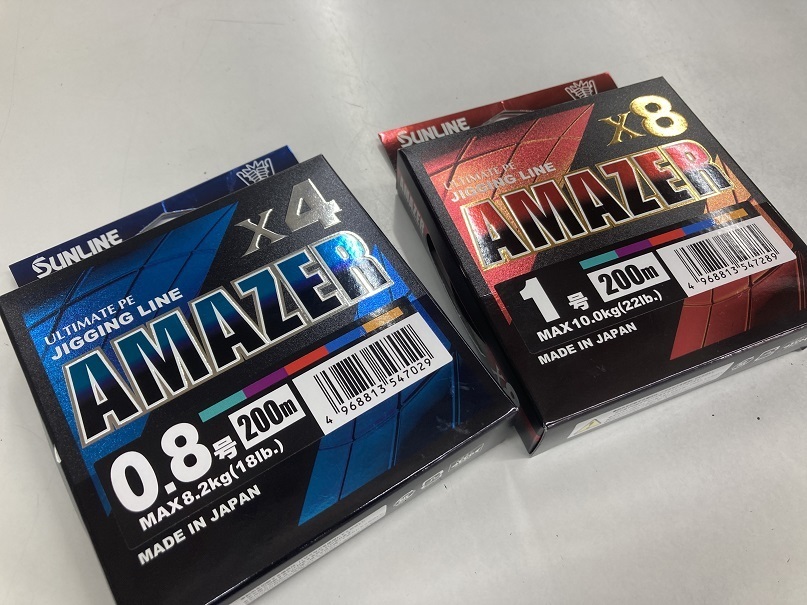 SUNLINE
X4
ULTIMATE PE
JIGGING LINE
AMAZER
0.8号 200m
MAX8.2kg(18lb.)
4 968813 547029
MADE IN JAPAN
SUNLINE
X8
ULTIMATE PE
JIGGING LINE
AMAZER
1号 200m
MAX10.0kg(22lb.)
4 968813 547289
MADE IN JAPAN